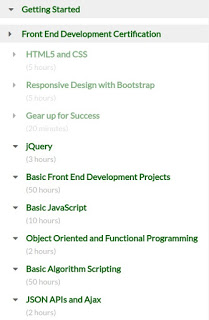 Getting Started
Front End Development Certification
HTML5 and CSS
(5 hours)
Responsive Design with Bootstrap
(5 hours)
Gear up for Success
(20 minutes)
jQuery
(3 hours)
Basic Front End Development Projects
(50 hours)
Basic JavaScript
(10 hours)
Object Oriented and Functional Programming
(2 hours)
Basic Algorithm Scripting
(50 hours)
JSON APIs and Ajax
(2 hours)